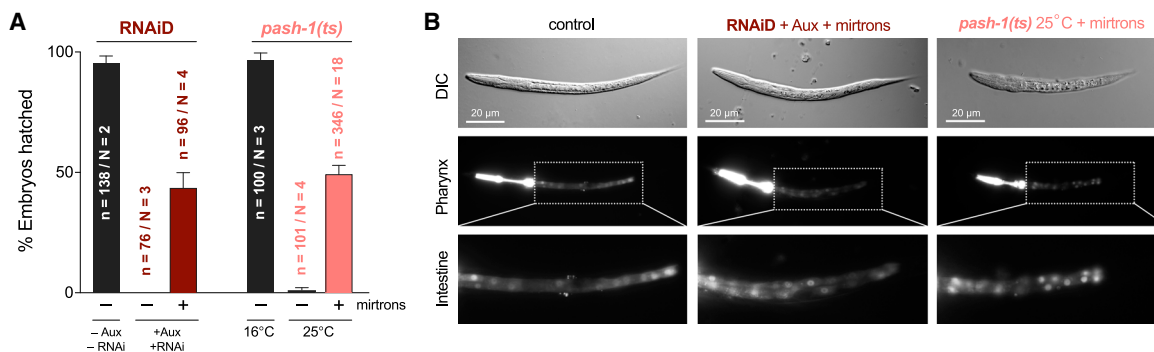 A
RNAiD
pash-1(ts)
% Embryos hatched
100
50
0
n = 138 / N = 2
n = 76 / N = 3
n = 96 / N = 4
n = 100 / N = 3
n = 101 / N = 4
n = 346 / N = 18
– – + – – + mirtrons
– Aux
– RNAi
+Aux
+RNAi
16°C
25°C
B
control
RNAiD + Aux + mirtrons
pash-1(ts) 25°C + mirtrons
DIC
20 µm
20 µm
20 µm
Pharynx
Intestine